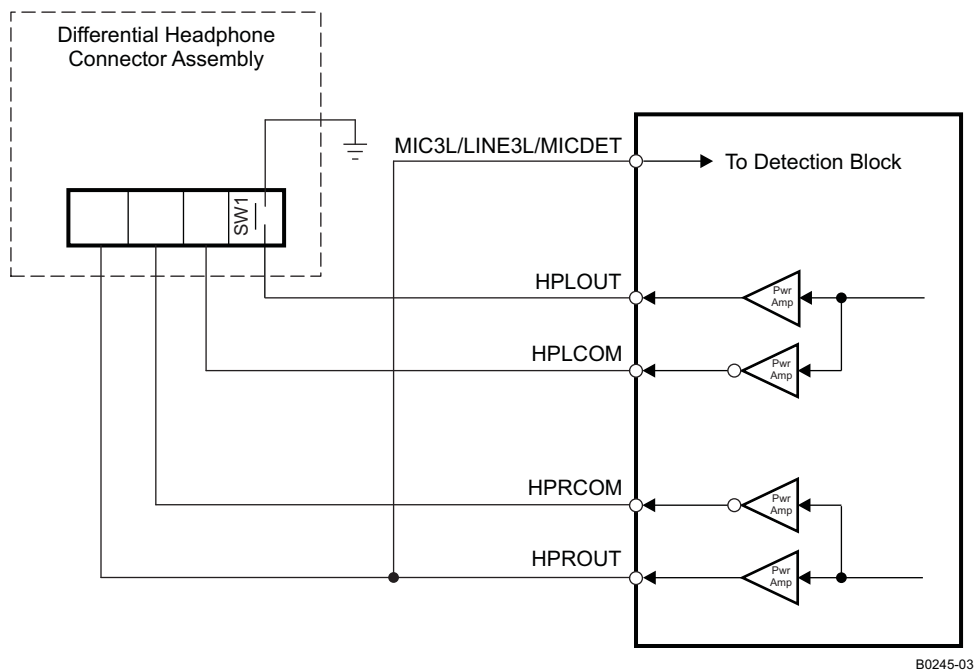 Differential Headphone
Connector Assembly
MIC3L/LINE3L/MICDET
To Detection Block
SW1
HPLOUT
Pwr
Amp
HPLCOM
Pwr
Amp
HPRCOM
Pwr
Amp
HPROUT
Pwr
Amp
B0245-03